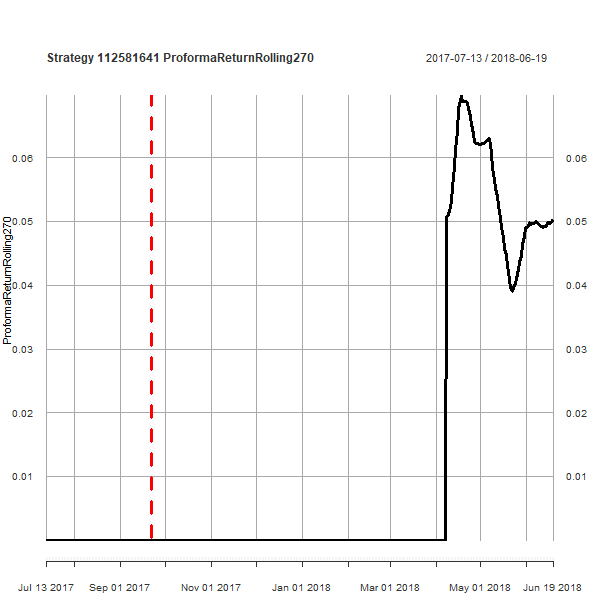 Strategy 112581641 ProformaReturnRolling270
2017-07-13 / 2018-06-19
ProformaReturnRolling270
0.06 0.06
0.05 0.05
0.04 0.04
0.03 0.03
0.02 0.02
0.01 0.01
Jul 13 2017 Sep 01 2017 Nov 01 2017 Jan 01 2018 Mar 01 2018 May 01 2018 Jun 19 2018